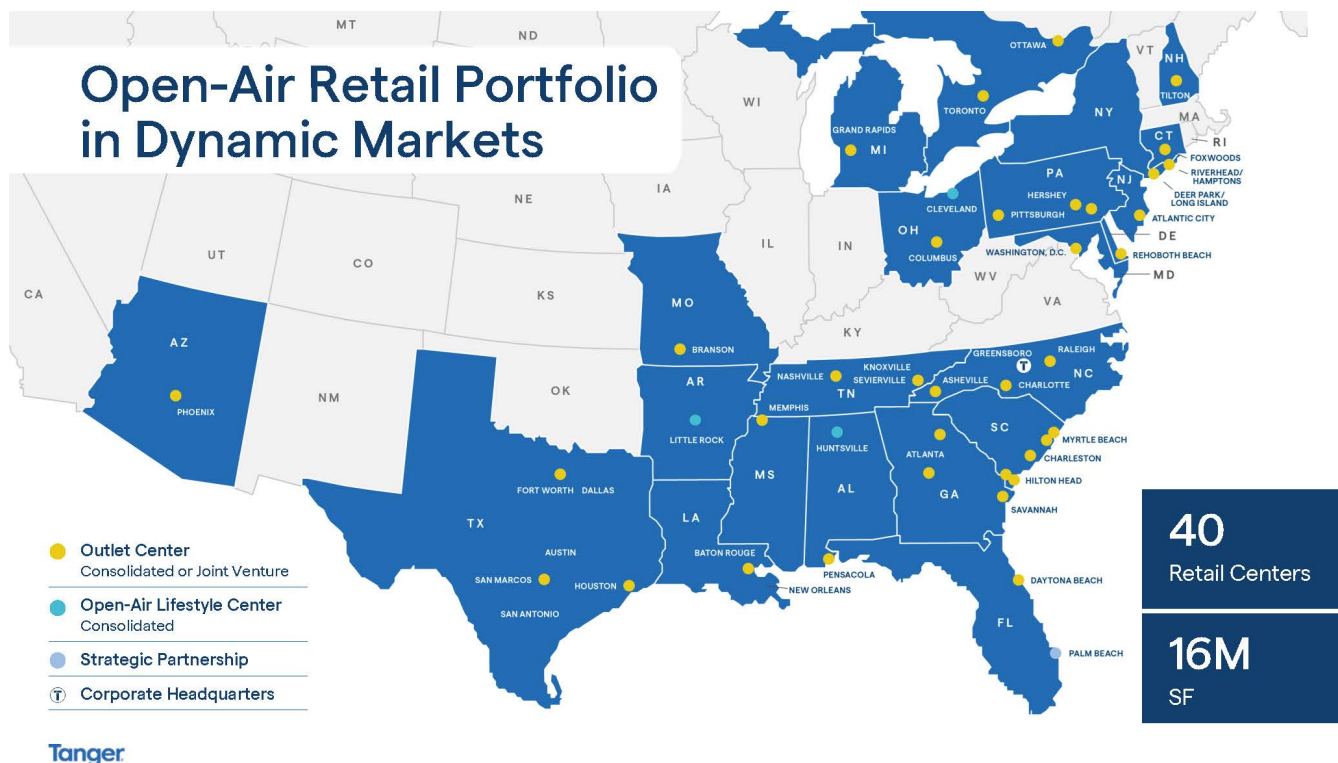 Open-Air Retail Portfolio
in Dynamic Markets
MT
ND
WI
NE
IA
UT
CO
KS
IL
IN
CA
AZ
PHOENIX
NM
OK
MO
BRANSON
AR
LITTLE ROCK
TX
FORT WORTH DALLAS
AUSTIN
SAN MARCOS
HOUSTON
SAN ANTONIO
LA
BATON ROUGE
NEW ORLEANS
MS
MEMPHIS
AL
HUNTSVILLE
PENSACOLA
TN
NASHVILLE
KNOXVILLE
SEVIERVILLE
KY
WV
VA
GREENSBORO
T
RALEIGH
NC
ASHEVILLE
CHARLOTTE
SC
MYRTLE BEACH
CHARLESTON
HILTON HEAD
SAVANNAH
ATLANTA
GA
FL
DAYTONA BEACH
PALM BEACH
OTTAWA
TORONTO
GRAND RAPIDS
MI
CLEVELAND
OH
COLUMBUS
PA
HERSHEY
PITTSBURGH
WASHINGTON, D.C.
NY
VT
NH
TILTON
MA
CT
RI
FOXWOODS
RIVERHEAD/
HAMPTONS
DEER PARK/
LONG ISLAND
NJ
ATLANTIC CITY
DE
REHOBOTH BEACH
MD
Outlet Center
Consolidated or Joint Venture
Open-Air Lifestyle Center
Consolidated
Strategic Partnership
T Corporate Headquarters
40
Retail Centers
16M
SF
Tanger